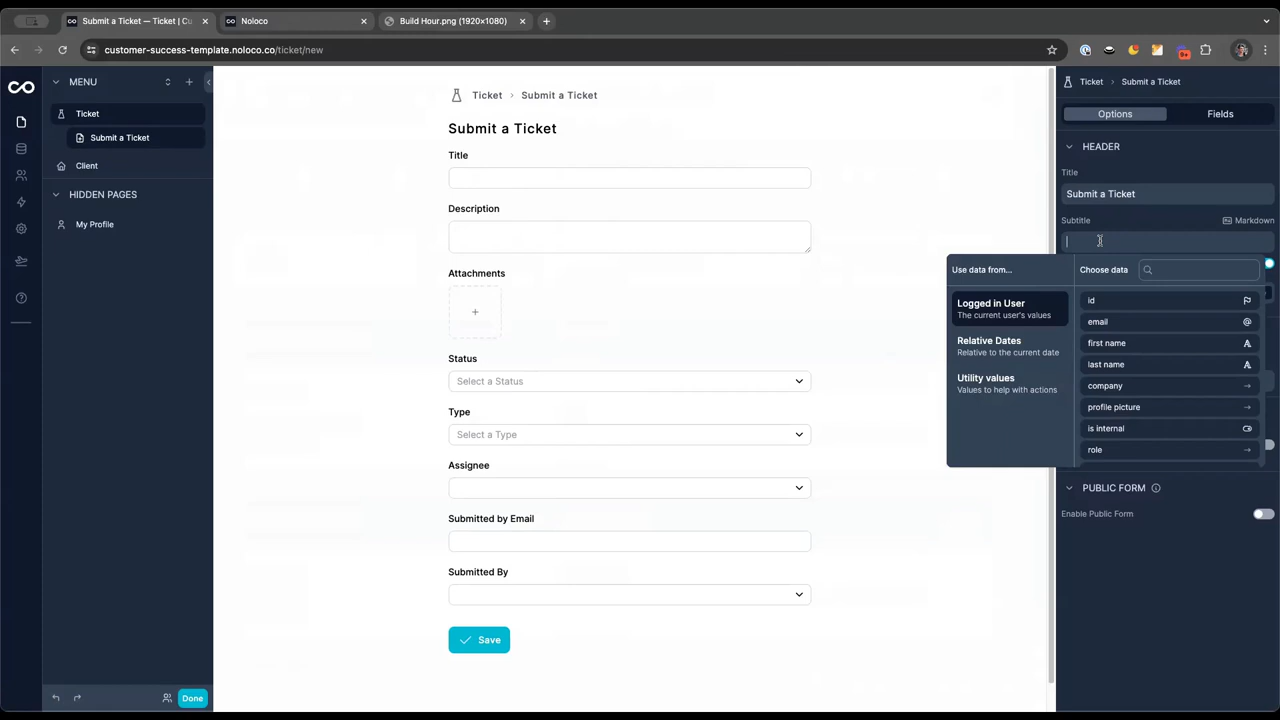 Submit a Ticket — Ticket | Cu
Noloco
Build Hour.png (1920×1080)
customer-success-template.noloco.co/ticket/new
9+
MENU
Ticket
Submit a Ticket
Client
HIDDEN PAGES
My Profile
Done
Ticket > Submit a Ticket
Submit a Ticket
Title
Description
Attachments
Status
Select a Status
Type
Select a Type
Assignee
Submitted by Email
Submitted By
Save
Ticket > Submit a Ticket
Options
Fields
HEADER
Title
Submit a Ticket
Subtitle
Markdown
Use data from...
Logged in User
The current user's values
Relative Dates
Relative to the current date
Utility values
Values to help with actions
Choose data
id
email
first name
last name
company
profile picture
is internal
role
PUBLIC FORM
Enable Public Form